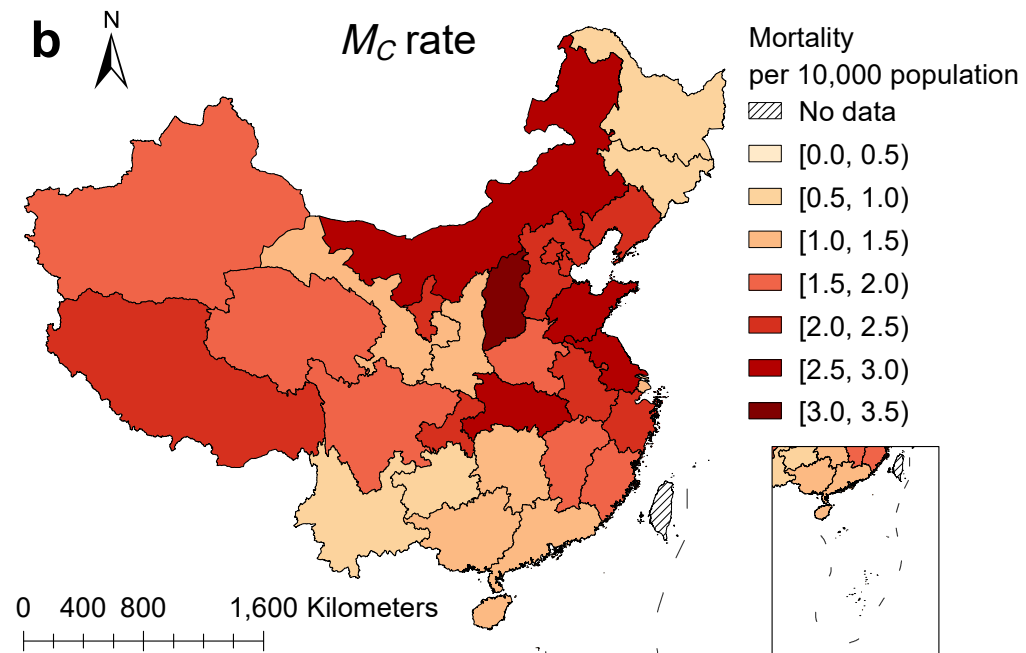 b
N
M_C rate
Mortality
per 10,000 population
No data
[0.0, 0.5)
[0.5, 1.0)
[1.0, 1.5)
[1.5, 2.0)
[2.0, 2.5)
[2.5, 3.0)
[3.0, 3.5)
0 400 800 1,600 Kilometers